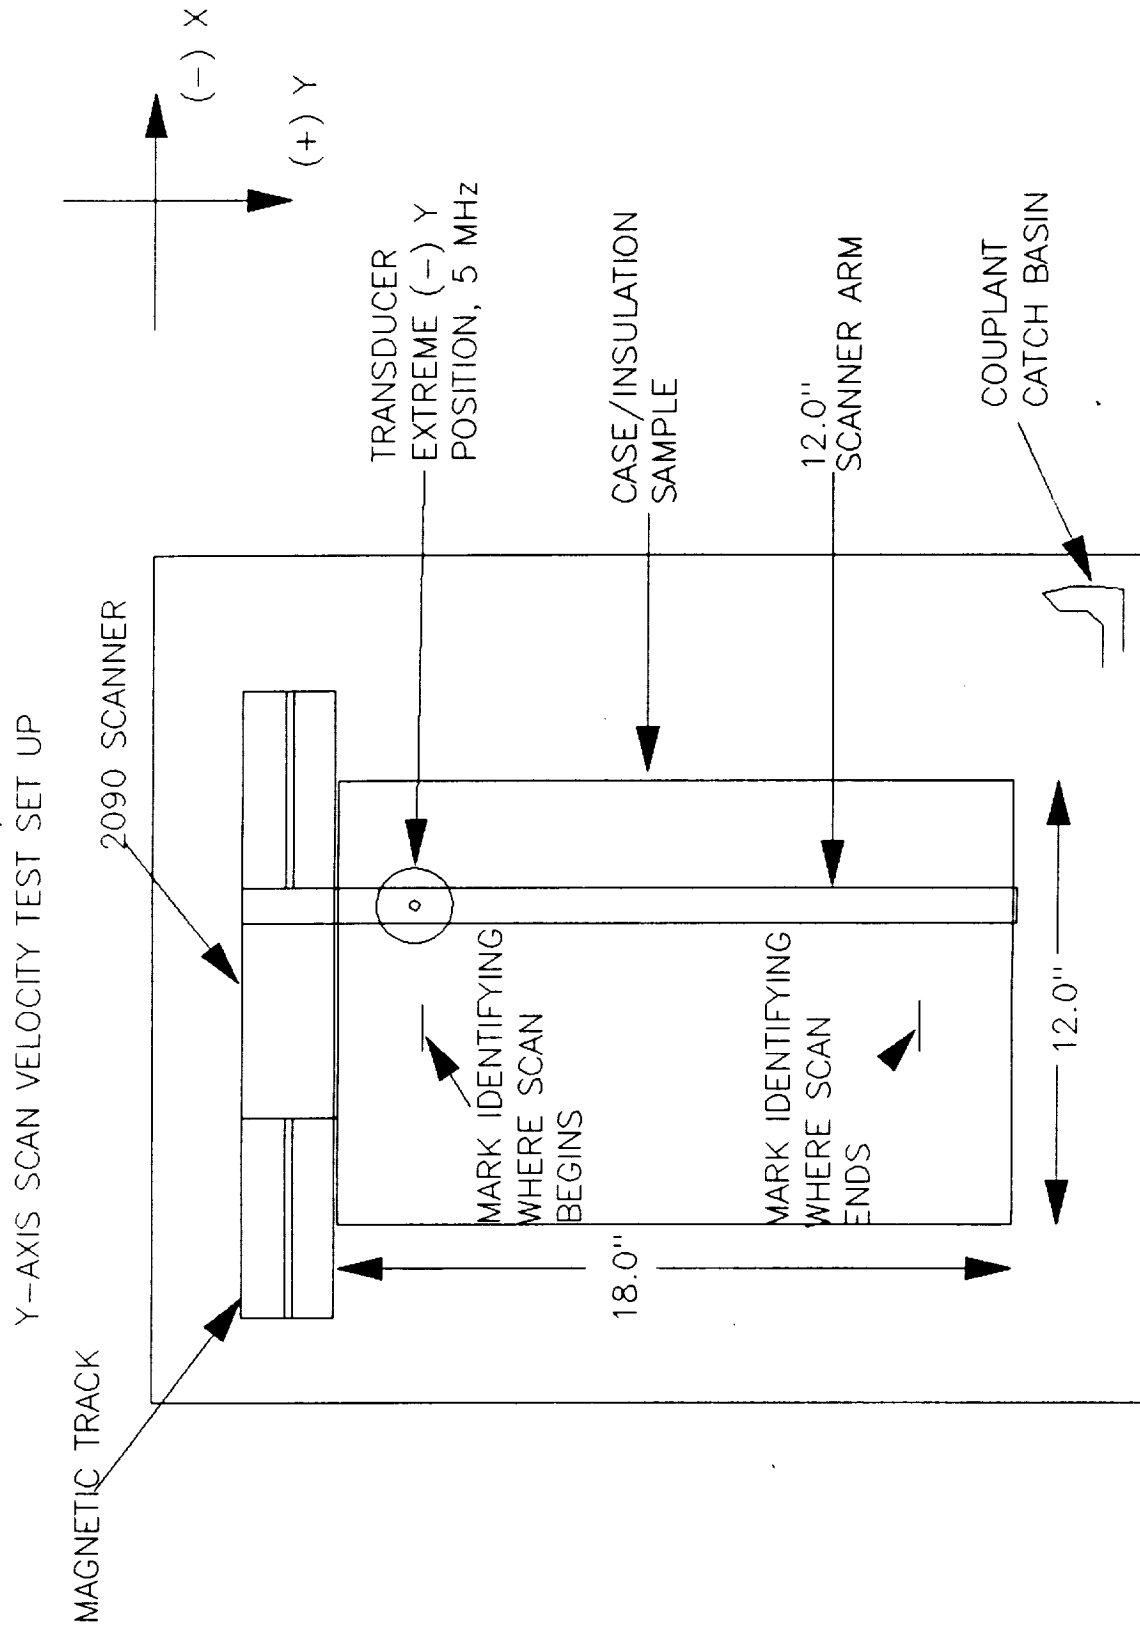 Y-AXIS SCAN VELOCITY TEST SET UP
MAGNETIC TRACK
2090 SCANNER
(-) X
(+) Y
TRANSDUCER
EXTREME (-) Y
POSITION, 5 MHz
CASE/INSULATION
SAMPLE
12.0"
SCANNER ARM
COUPLANT
CATCH BASIN
MARK IDENTIFYING
WHERE SCAN
BEGINS
MARK IDENTIFYING
WHERE SCAN
ENDS
18.0"
12.0"